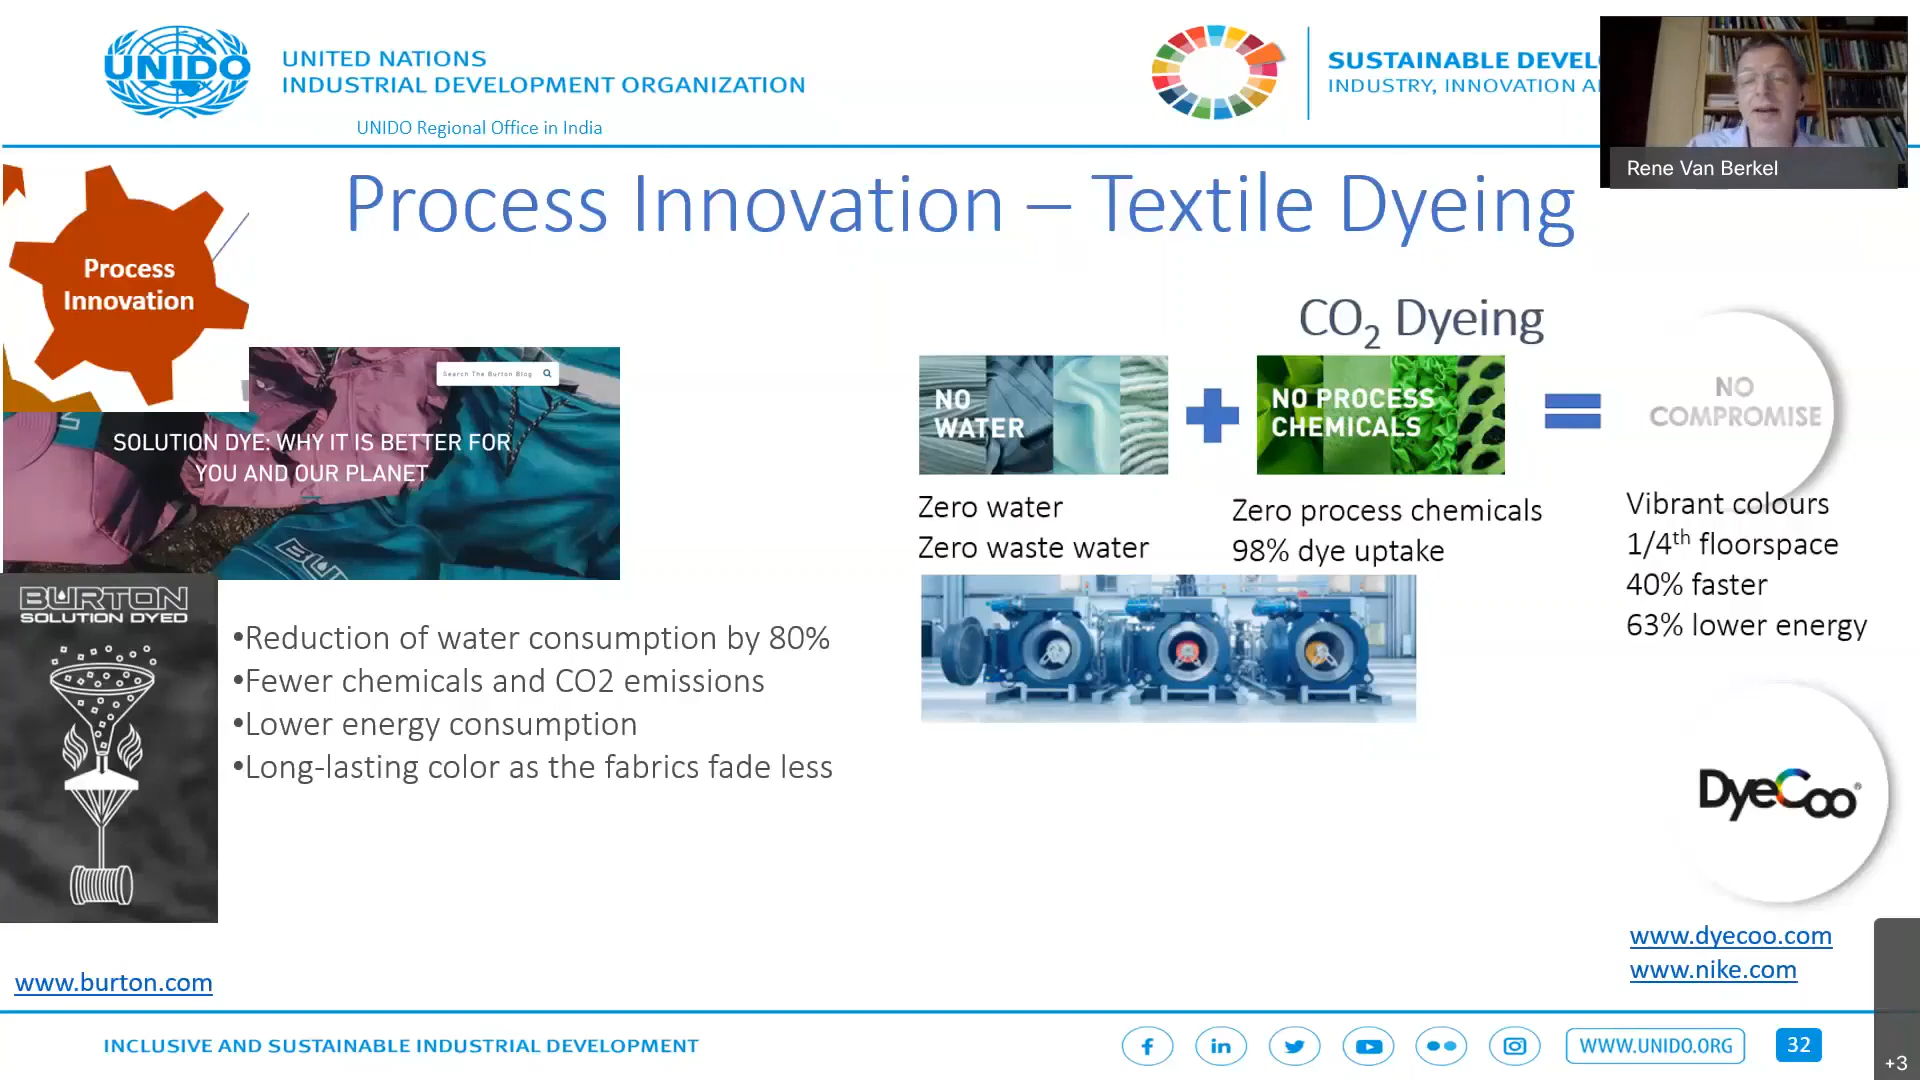 UNIDO
UNITED NATIONS
INDUSTRIAL DEVELOPMENT ORGANIZATION
UNIDO Regional Office in India
SUSTAINABLE DEVEL
INDUSTRY, INNOVATION A
Rene Van Berkel
Process
Innovation
Process Innovation – Textile Dyeing
Search The Burton Blog
SOLUTION DYE: WHY IT IS BETTER FOR
YOU AND OUR PLANET
BURTON
SOLUTION DYED
•Reduction of water consumption by 80%
•Fewer chemicals and CO2 emissions
•Lower energy consumption
•Long-lasting color as the fabrics fade less
www.burton.com
CO₂ Dyeing
NO
WATER
NO PROCESS
CHEMICALS
NO
COMPROMISE
Zero water
Zero waste water
Zero process chemicals
98% dye uptake
Vibrant colours
1/4th floorspace
40% faster
63% lower energy
DyeCoo®
www.dyecoo.com
www.nike.com
INCLUSIVE AND SUSTAINABLE INDUSTRIAL DEVELOPMENT
WWW.UNIDO.ORG
32
+3